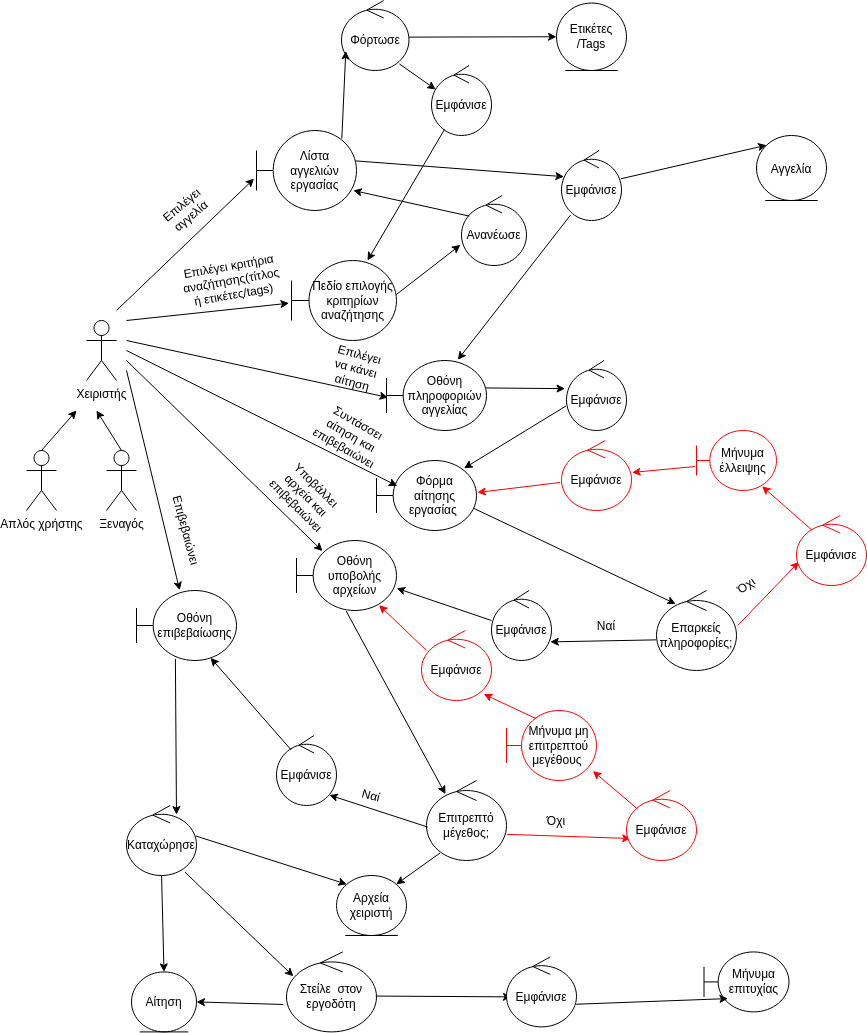 Φόρτωσε
Ετικέτες
/Tags
Εμφάνισε
Λίστα
αγγελιών
εργασίας
Εμφάνισε
Αγγελία
Επιλέγει
αγγελία
Ανανέωσε
Επιλέγει κριτήρια
αναζήτησης(τίτλος
ή ετικέτες/tags)
Πεδίο επιλογής
κριτηρίων
αναζήτησης
Χειριστής
Επιλέγει
να κάνει
αίτηση
Οθόνη
πληροφοριών
αγγελίας
Εμφάνισε
Συντάσσει
αίτηση και
επιβεβαιώνει
Μήνυμα
έλλειψης
Εμφάνισε
Φόρμα
αίτησης
εργασίας
Υποβάλλει
αρχεία και
επιβεβαιώνει
Απλός χρήστης
Ξεναγός
Επιβεβαιώνει
Εμφάνισε
Όχι
Οθόνη
υποβολής
αρχείων
Οθόνη
επιβεβαίωσης
Εμφάνισε
Ναί
Επαρκείς
πληροφορίες;
Εμφάνισε
Μήνυμα μη
επιτρεπτού
μεγέθους
Εμφάνισε
Ναί
Επιτρεπτό
μέγεθος;
Όχι
Εμφάνισε
Καταχώρησε
Αρχεία
χειριστή
Αίτηση
Στείλε  στον
εργοδότη
Εμφάνισε
Μήνυμα
επιτυχίας